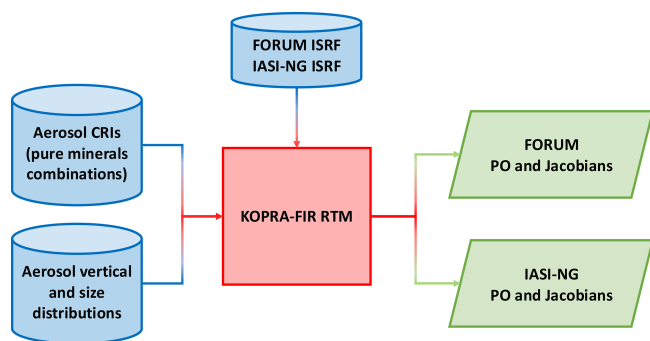 FORUM ISRF
IASI-NG ISRF
Aerosol CRIs
(pure minerals
combinations)
KOPRA-FIR RTM
FORUM
PO and Jacobians
Aerosol vertical
and size
distributions
IASI-NG
PO and Jacobians